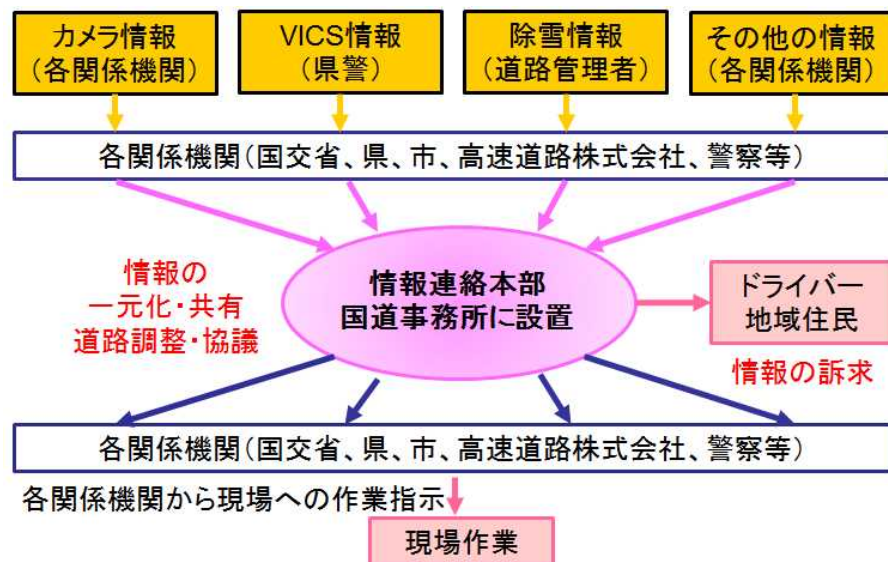 カメラ情報
（各関係機関）
VICS情報
（県警）
除雪情報
（道路管理者）
その他の情報
（各関係機関）
各関係機関（国交省、県、市、高速道路株式会社、警察等）
情報の
一元化・共有
道路調整・協議
情報連絡本部
国道事務所に設置
ドライバー
地域住民
情報の訴求
各関係機関（国交省、県、市、高速道路株式会社、警察等）
各関係機関から現場への作業指示
現場作業